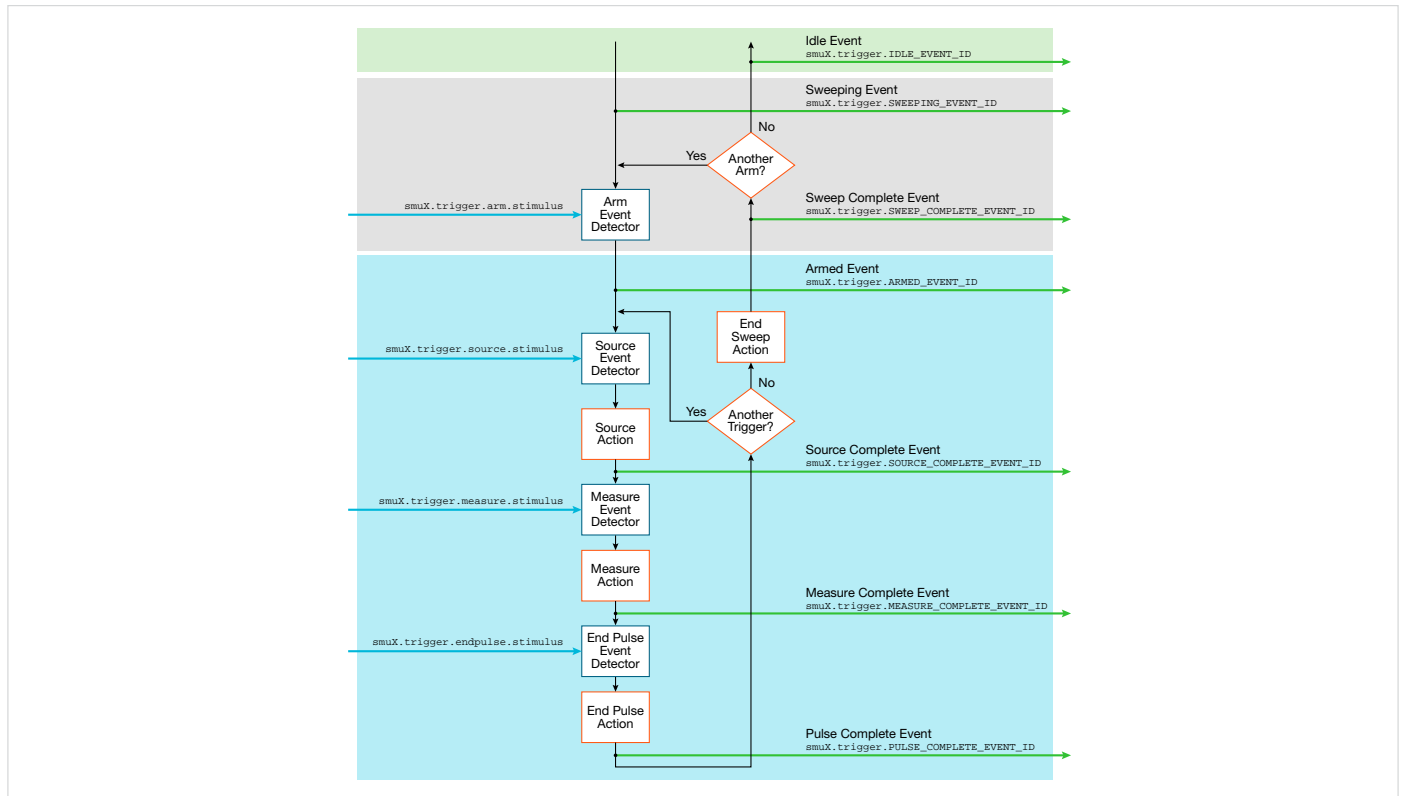 Idle Event
smuX.trigger.IDLE_EVENT_ID
Sweeping Event
smuX.trigger.SWEEPING_EVENT_ID
No
Yes
Another
Arm?
Sweep Complete Event
smuX.trigger.SWEEP_COMPLETE_EVENT_ID
smuX.trigger.arm.stimulus
Arm
Event
Detector
Armed Event
smuX.trigger.ARMED_EVENT_ID
End
Sweep
Action
smuX.trigger.source.stimulus
Source
Event
Detector
No
Yes
Another
Trigger?
Source
Action
Source Complete Event
smuX.trigger.SOURCE_COMPLETE_EVENT_ID
smuX.trigger.measure.stimulus
Measure
Event
Detector
Measure
Action
Measure Complete Event
smuX.trigger.MEASURE_COMPLETE_EVENT_ID
smuX.trigger.endpulse.stimulus
End Pulse
Event
Detector
End Pulse
Action
Pulse Complete Event
smuX.trigger.PULSE_COMPLETE_EVENT_ID